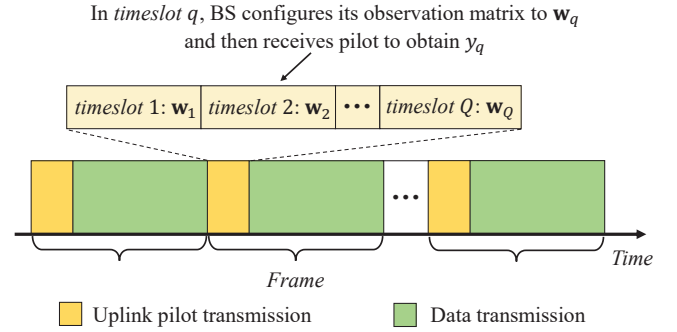 In timeslot q, BS configures its observation matrix to w_q
and then receives pilot to obtain y_q
timeslot 1: w_1 timeslot 2: w_2 ••• timeslot Q: w_Q
•••
Time
Frame
Uplink pilot transmission Data transmission